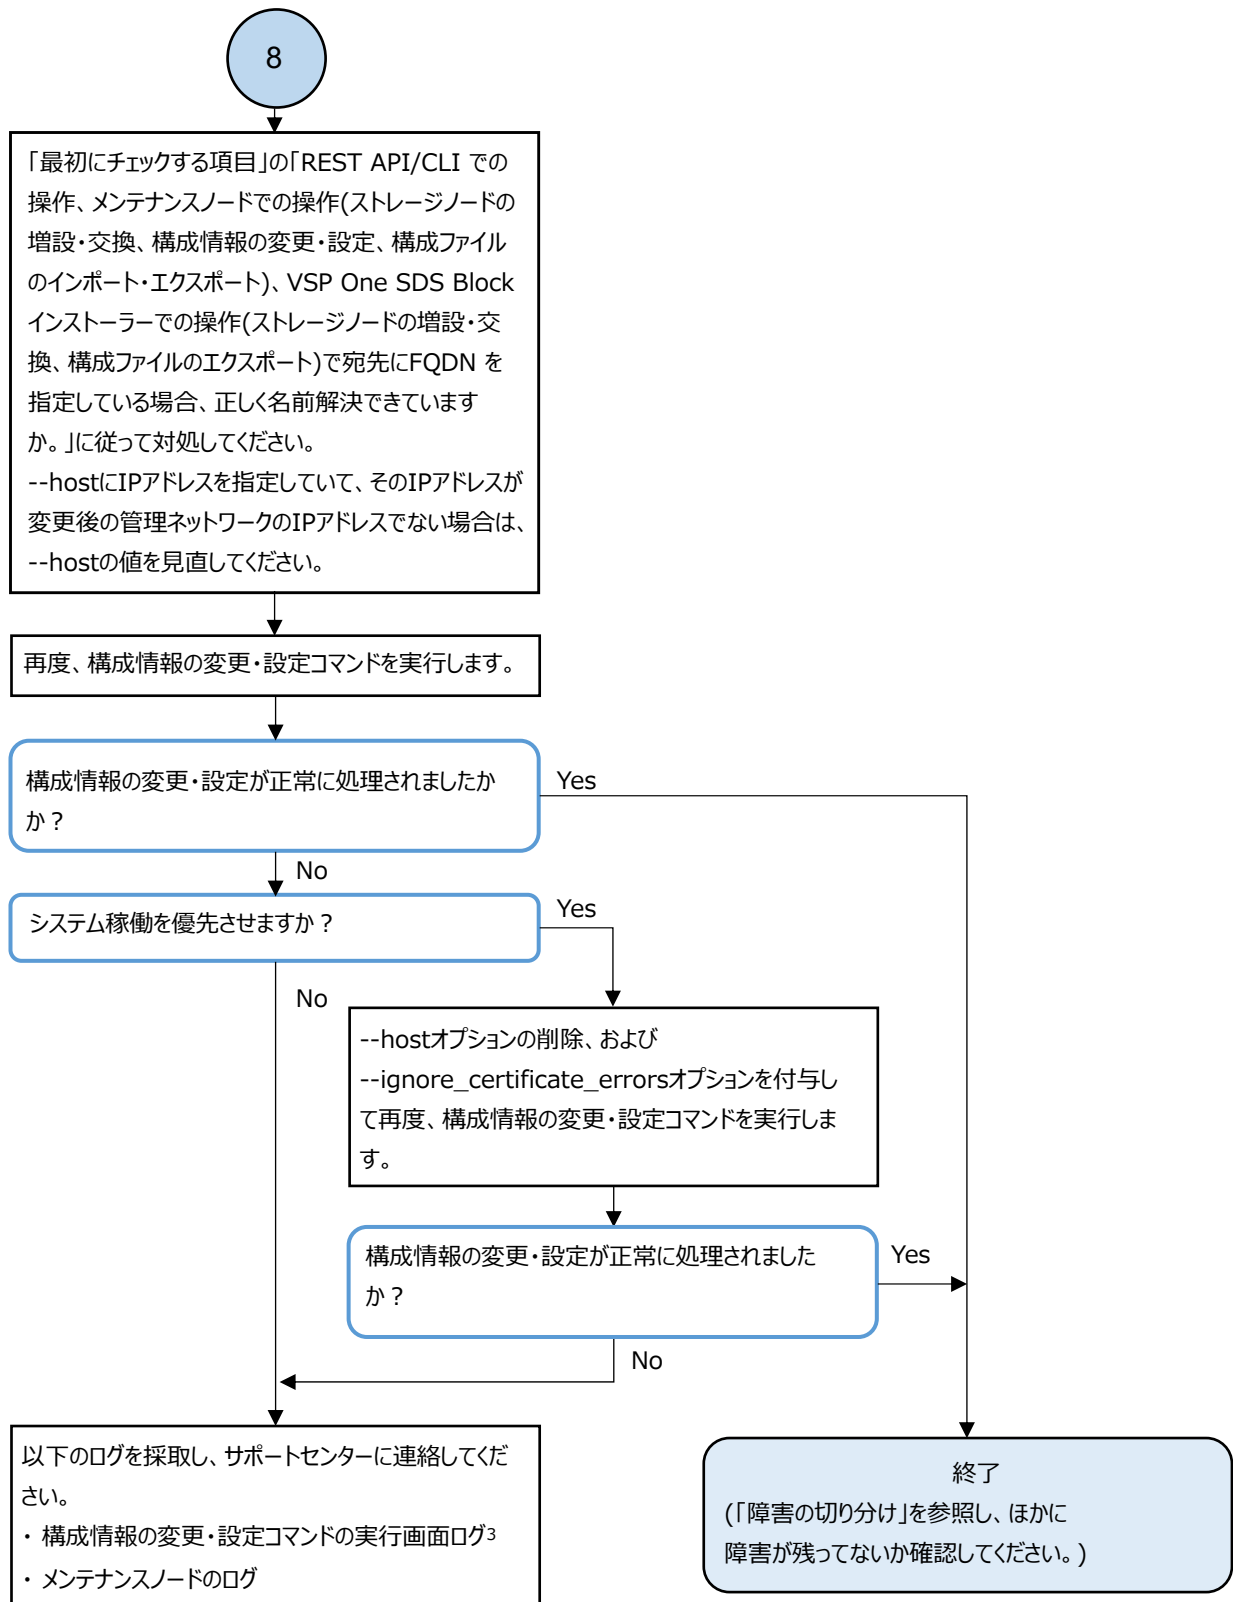 8
「最初にチェックする項目」の「REST API/CLI での
操作、メンテナンスノードでの操作(ストレージノードの
増設・交換、構成情報の変更・設定、構成ファイル
のインポート・エクスポート)、VSP One SDS Block
インストーラーでの操作(ストレージノードの増設・交
換、構成ファイルのエクスポート)で宛先にFQDN を
指定している場合、正しく名前解決できています
か。」に従って対処してください。
--hostにIPアドレスを指定していて、そのIPアドレスが
変更後の管理ネットワークのIPアドレスでない場合は、
--hostの値を見直してください。
再度、構成情報の変更・設定コマンドを実行します。
構成情報の変更・設定が正常に処理されましたか
か？
Yes
No
システム稼働を優先させますか？
Yes
No
--hostオプションの削除、および
--ignore_certificate_errorsオプションを付与し
て再度、構成情報の変更・設定コマンドを実行しま
す。
構成情報の変更・設定が正常に処理されました
か？
Yes
No
以下のログを採取し、サポートセンターに連絡してくだ
さい。
・ 構成情報の変更・設定コマンドの実行画面ログ3
・ メンテナンスノードのログ
終了
(「障害の切り分け」を参照し、ほかに
障害が残ってないか確認してください。)